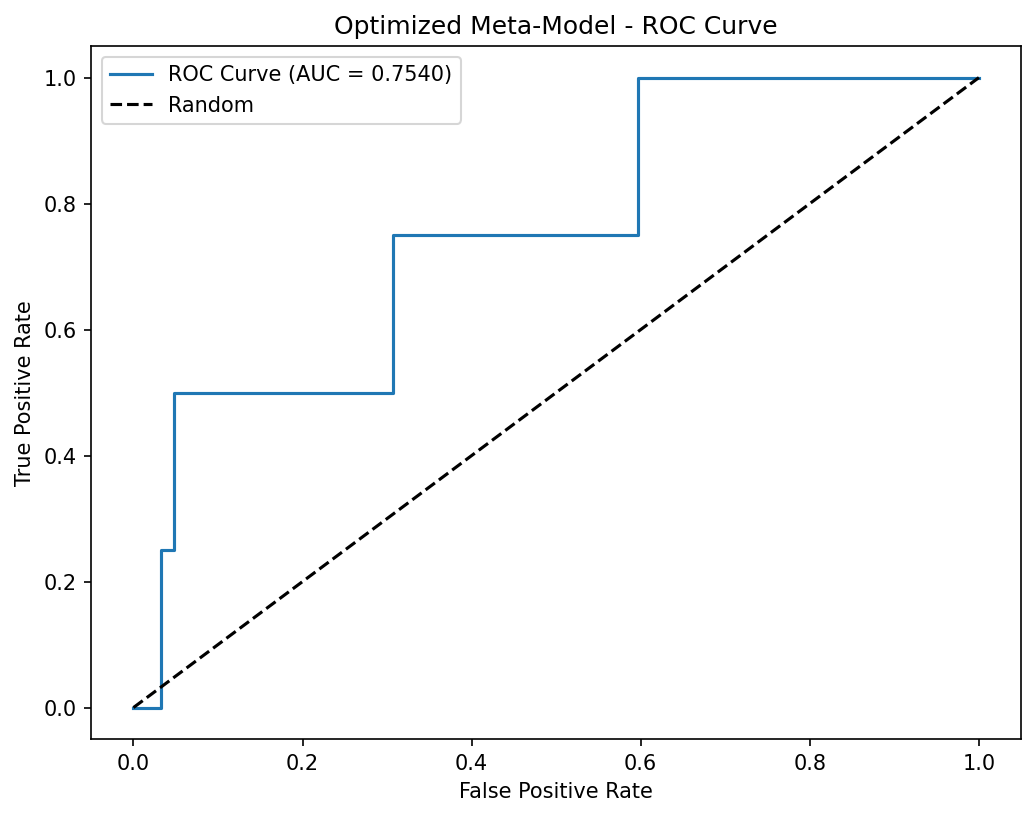 Optimized Meta-Model - ROC Curve
ROC Curve (AUC = 0.7540)
Random
True Positive Rate
1.0
0.8
0.6
0.4
0.2
0.0
0.0 0.2 0.4 0.6 0.8 1.0
False Positive Rate